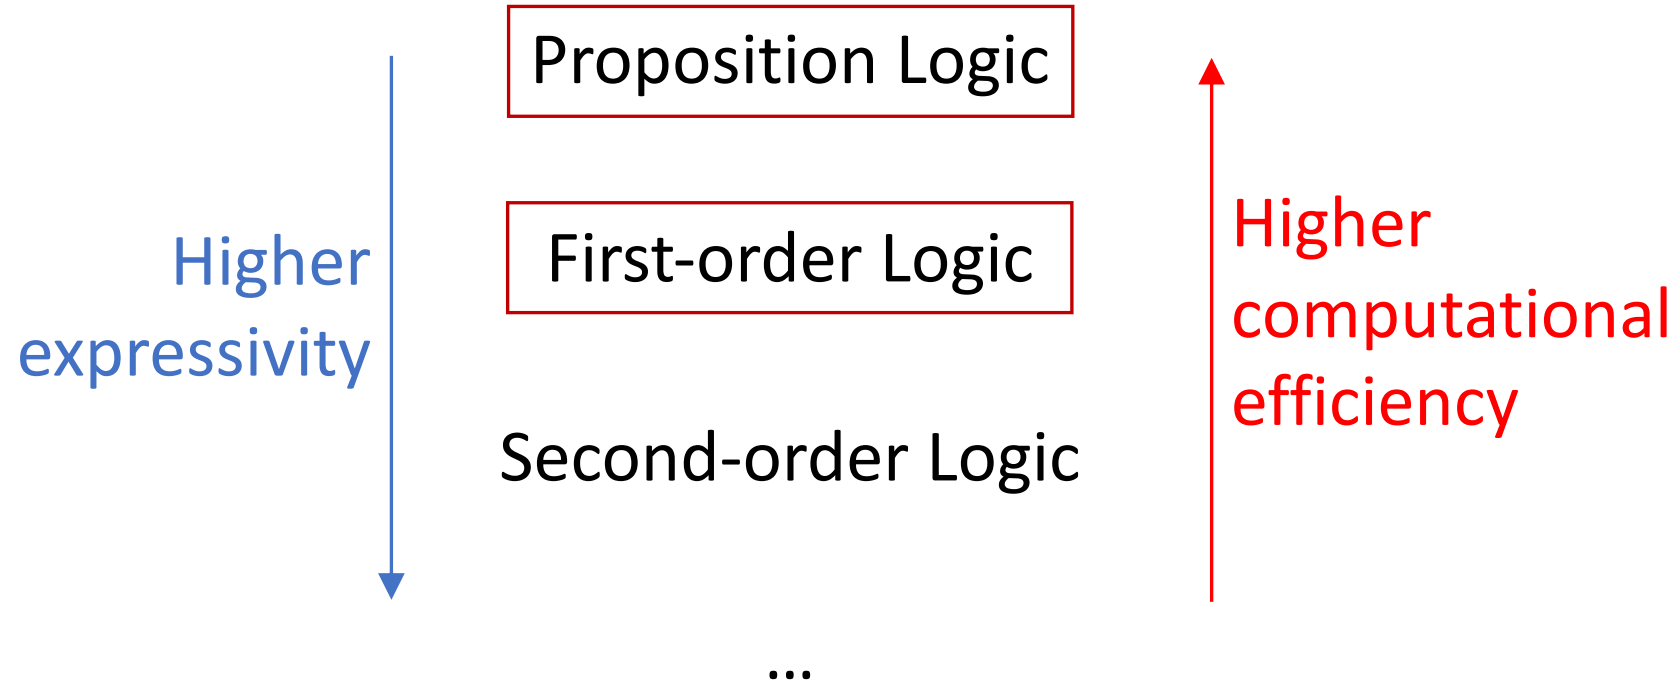 Proposition Logic
First-order Logic
Second-order Logic
...
Higher
expressivity
Higher
computational
efficiency